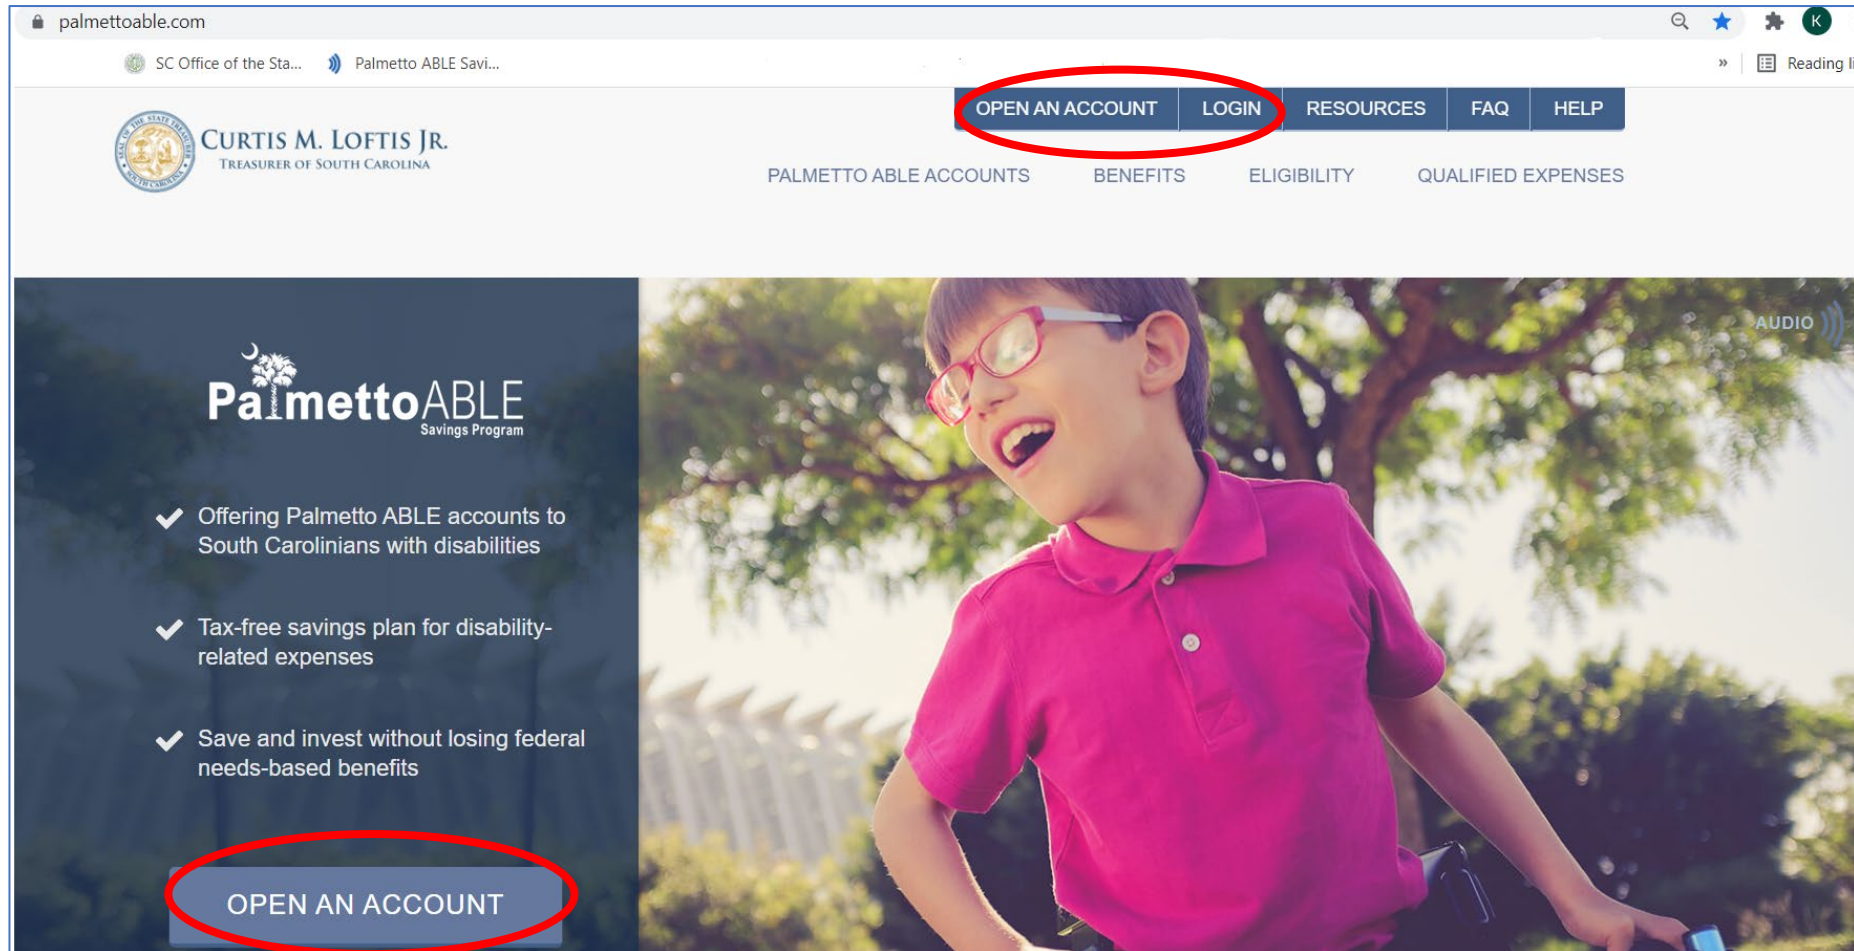 palmettoable.com
K
SC Office of the Sta... Palmetto ABLE Savi...
» Reading li
OPEN AN ACCOUNT LOGIN RESOURCES FAQ HELP
CURTIS M. LOFTIS JR.
TREASURER OF SOUTH CAROLINA
PALMETTO ABLE ACCOUNTS BENEFITS ELIGIBILITY QUALIFIED EXPENSES
AUDIO
PalmettoABLE
Savings Program
Offering Palmetto ABLE accounts to
South Carolinians with disabilities
Tax-free savings plan for disability-
related expenses
Save and invest without losing federal
needs-based benefits
OPEN AN ACCOUNT